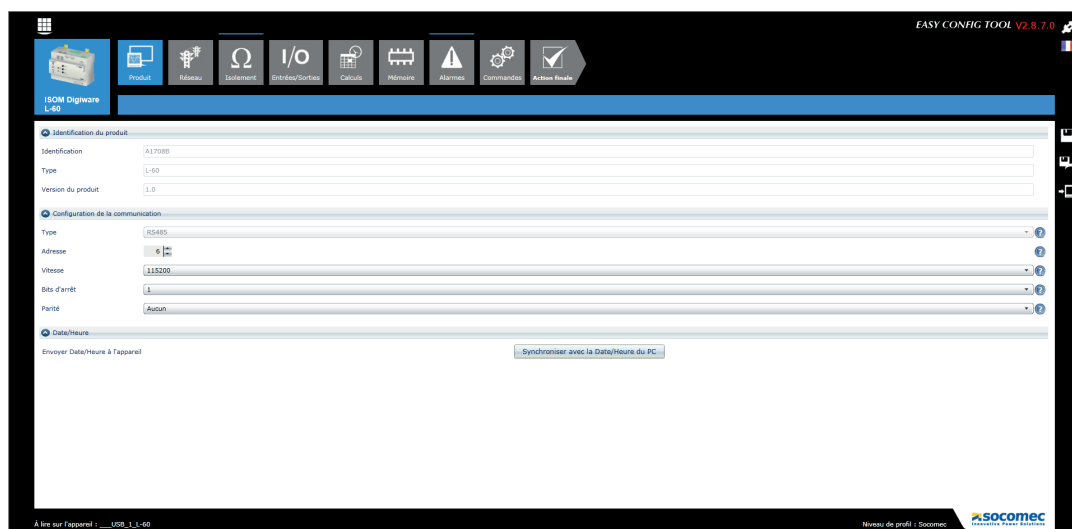 EASY CONFIG TOOL V2.8.7.0
Produit
Réseau
Ω
Isolement
I/O
Entrées/Sorties
Calculs
Mémoire
Alarmes
Commandes
Action finale
ISOM Digiware
L-60
Identification du produit
Identification A1708B
Type L-60
Version du produit 1.0
Configuration de la communication
Type RS485 ?
Adresse 6 ?
Vitesse 115200 ?
Bits d'arrêt 1 ?
Parité Aucun ?
Date/Heure
Envoyer Date/Heure à l'appareil Synchroniser avec la Date/Heure du PC
À lire sur l'appareil : ___USB_1_L-60
Niveau de profil : Socomec
socomec
Innovative Power Solutions